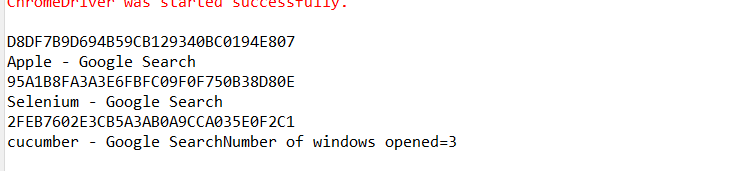 ChromeDriver was started successfully.
D8DF7B9D694B59CB129340BC0194E807
Apple - Google Search
95A1B8FA3A3E6FBFC09F0F750B38D80E
Selenium - Google Search
2FEB7602E3CB5A3AB0A9CCA035E0F2C1
cucumber - Google SearchNumber of windows opened=3